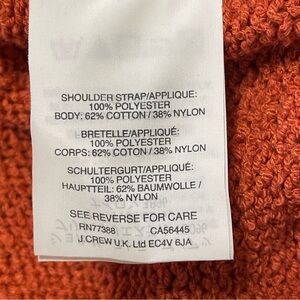 SHOULDER STRAP/APPLIQUE:
100% POLYESTER
BODY: 62% COTTON / 38% NYLON
BRETELLE/APPLIQUÉ:
100% POLYESTER
CORPS: 62% COTON / 38% NYLON
SCHULTERGURT/APPLIQUÉ:
100% POLYESTER
HAUPTTEIL: 62% BAUMWOLLE /
38% NYLON
SEE REVERSE FOR CARE
RN77388 CA56445
J.CREW U.K. Ltd EC4V 6JA